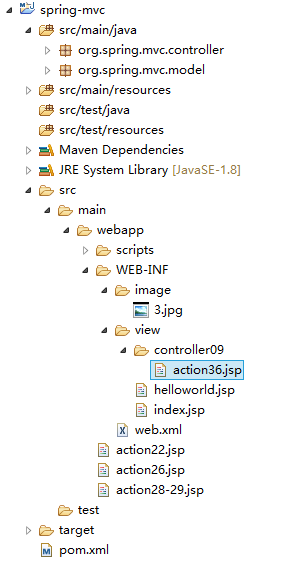 spring-mvc
src/main/java
org.spring.mvc.controller
org.spring.mvc.model
src/main/resources
src/test/java
src/test/resources
Maven Dependencies
JRE System Library [JavaSE-1.8]
src
main
webapp
scripts
WEB-INF
image
3.jpg
view
controller09
action36.jsp
helloworld.jsp
index.jsp
web.xml
action22.jsp
action26.jsp
action28-29.jsp
test
target
pom.xml